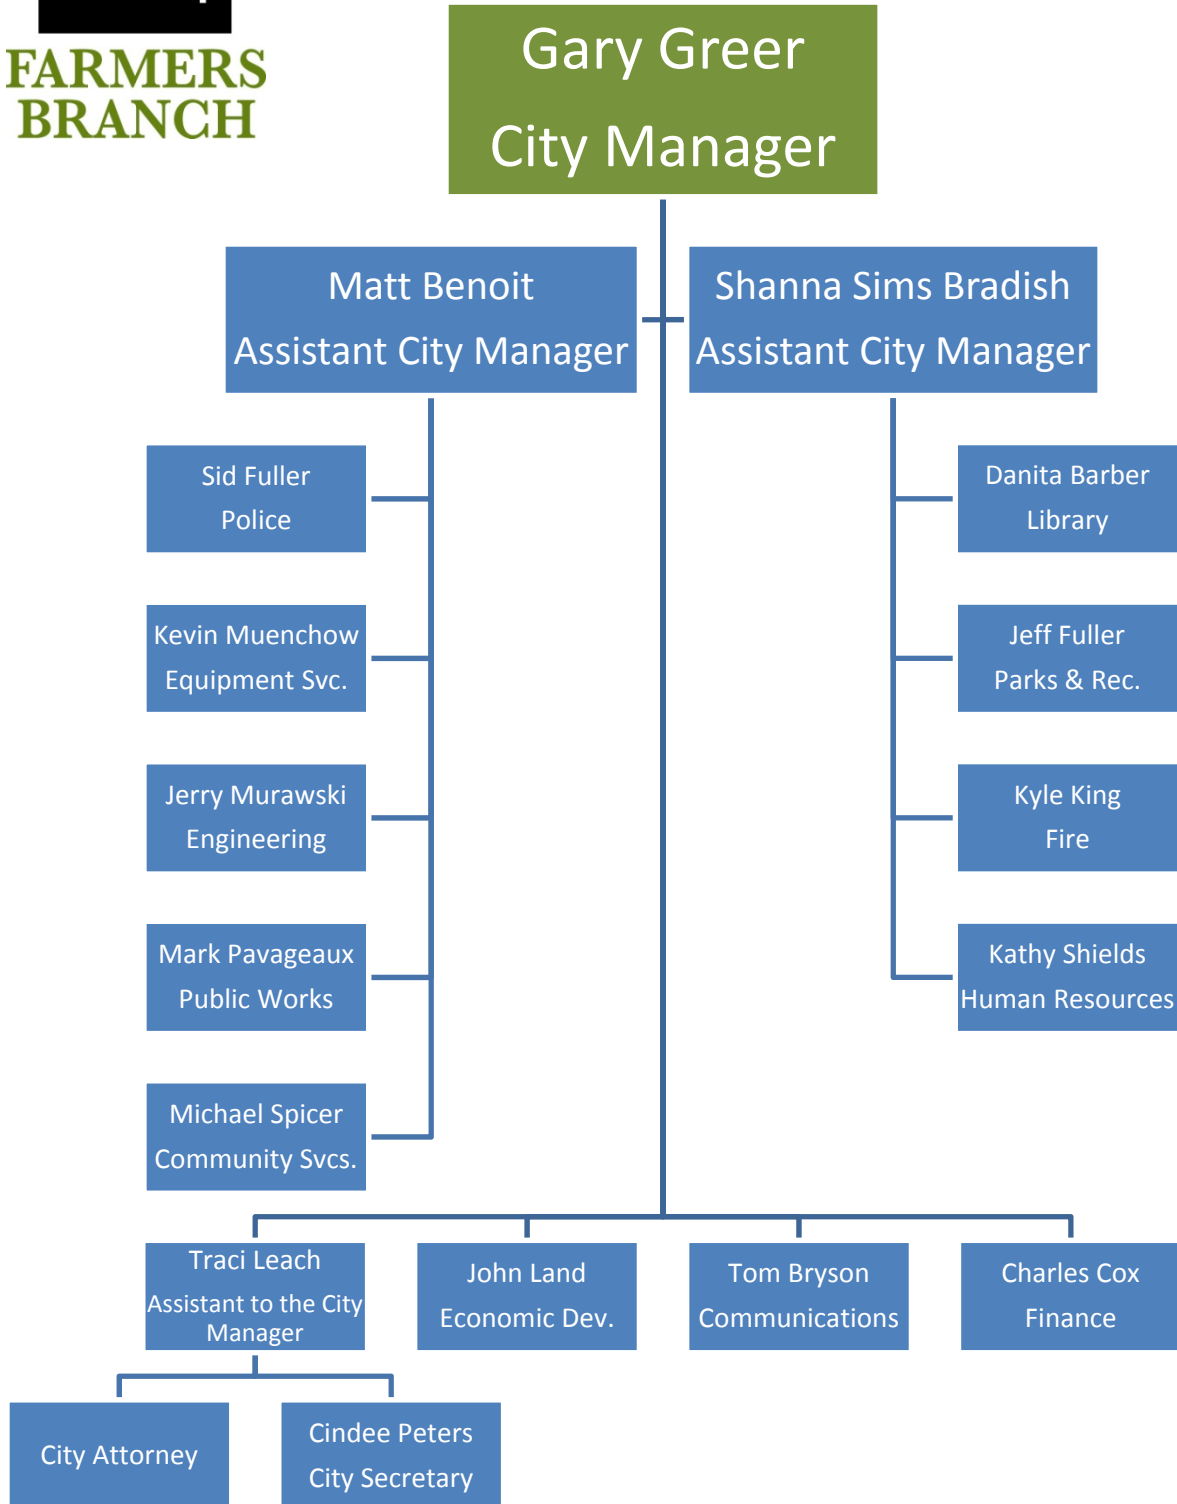 FARMERS
BRANCH
Gary Greer
City Manager
Matt Benoit
Assistant City Manager
Shanna Sims Bradish
Assistant City Manager
Sid Fuller
Police
Kevin Muenchow
Equipment Svc.
Jerry Murawski
Engineering
Mark Pavageaux
Public Works
Michael Spicer
Community Svcs.
Danita Barber
Library
Jeff Fuller
Parks & Rec.
Kyle King
Fire
Kathy Shields
Human Resources
Traci Leach
Assistant to the City
Manager
John Land
Economic Dev.
Tom Bryson
Communications
Charles Cox
Finance
City Attorney
Cindee Peters
City Secretary